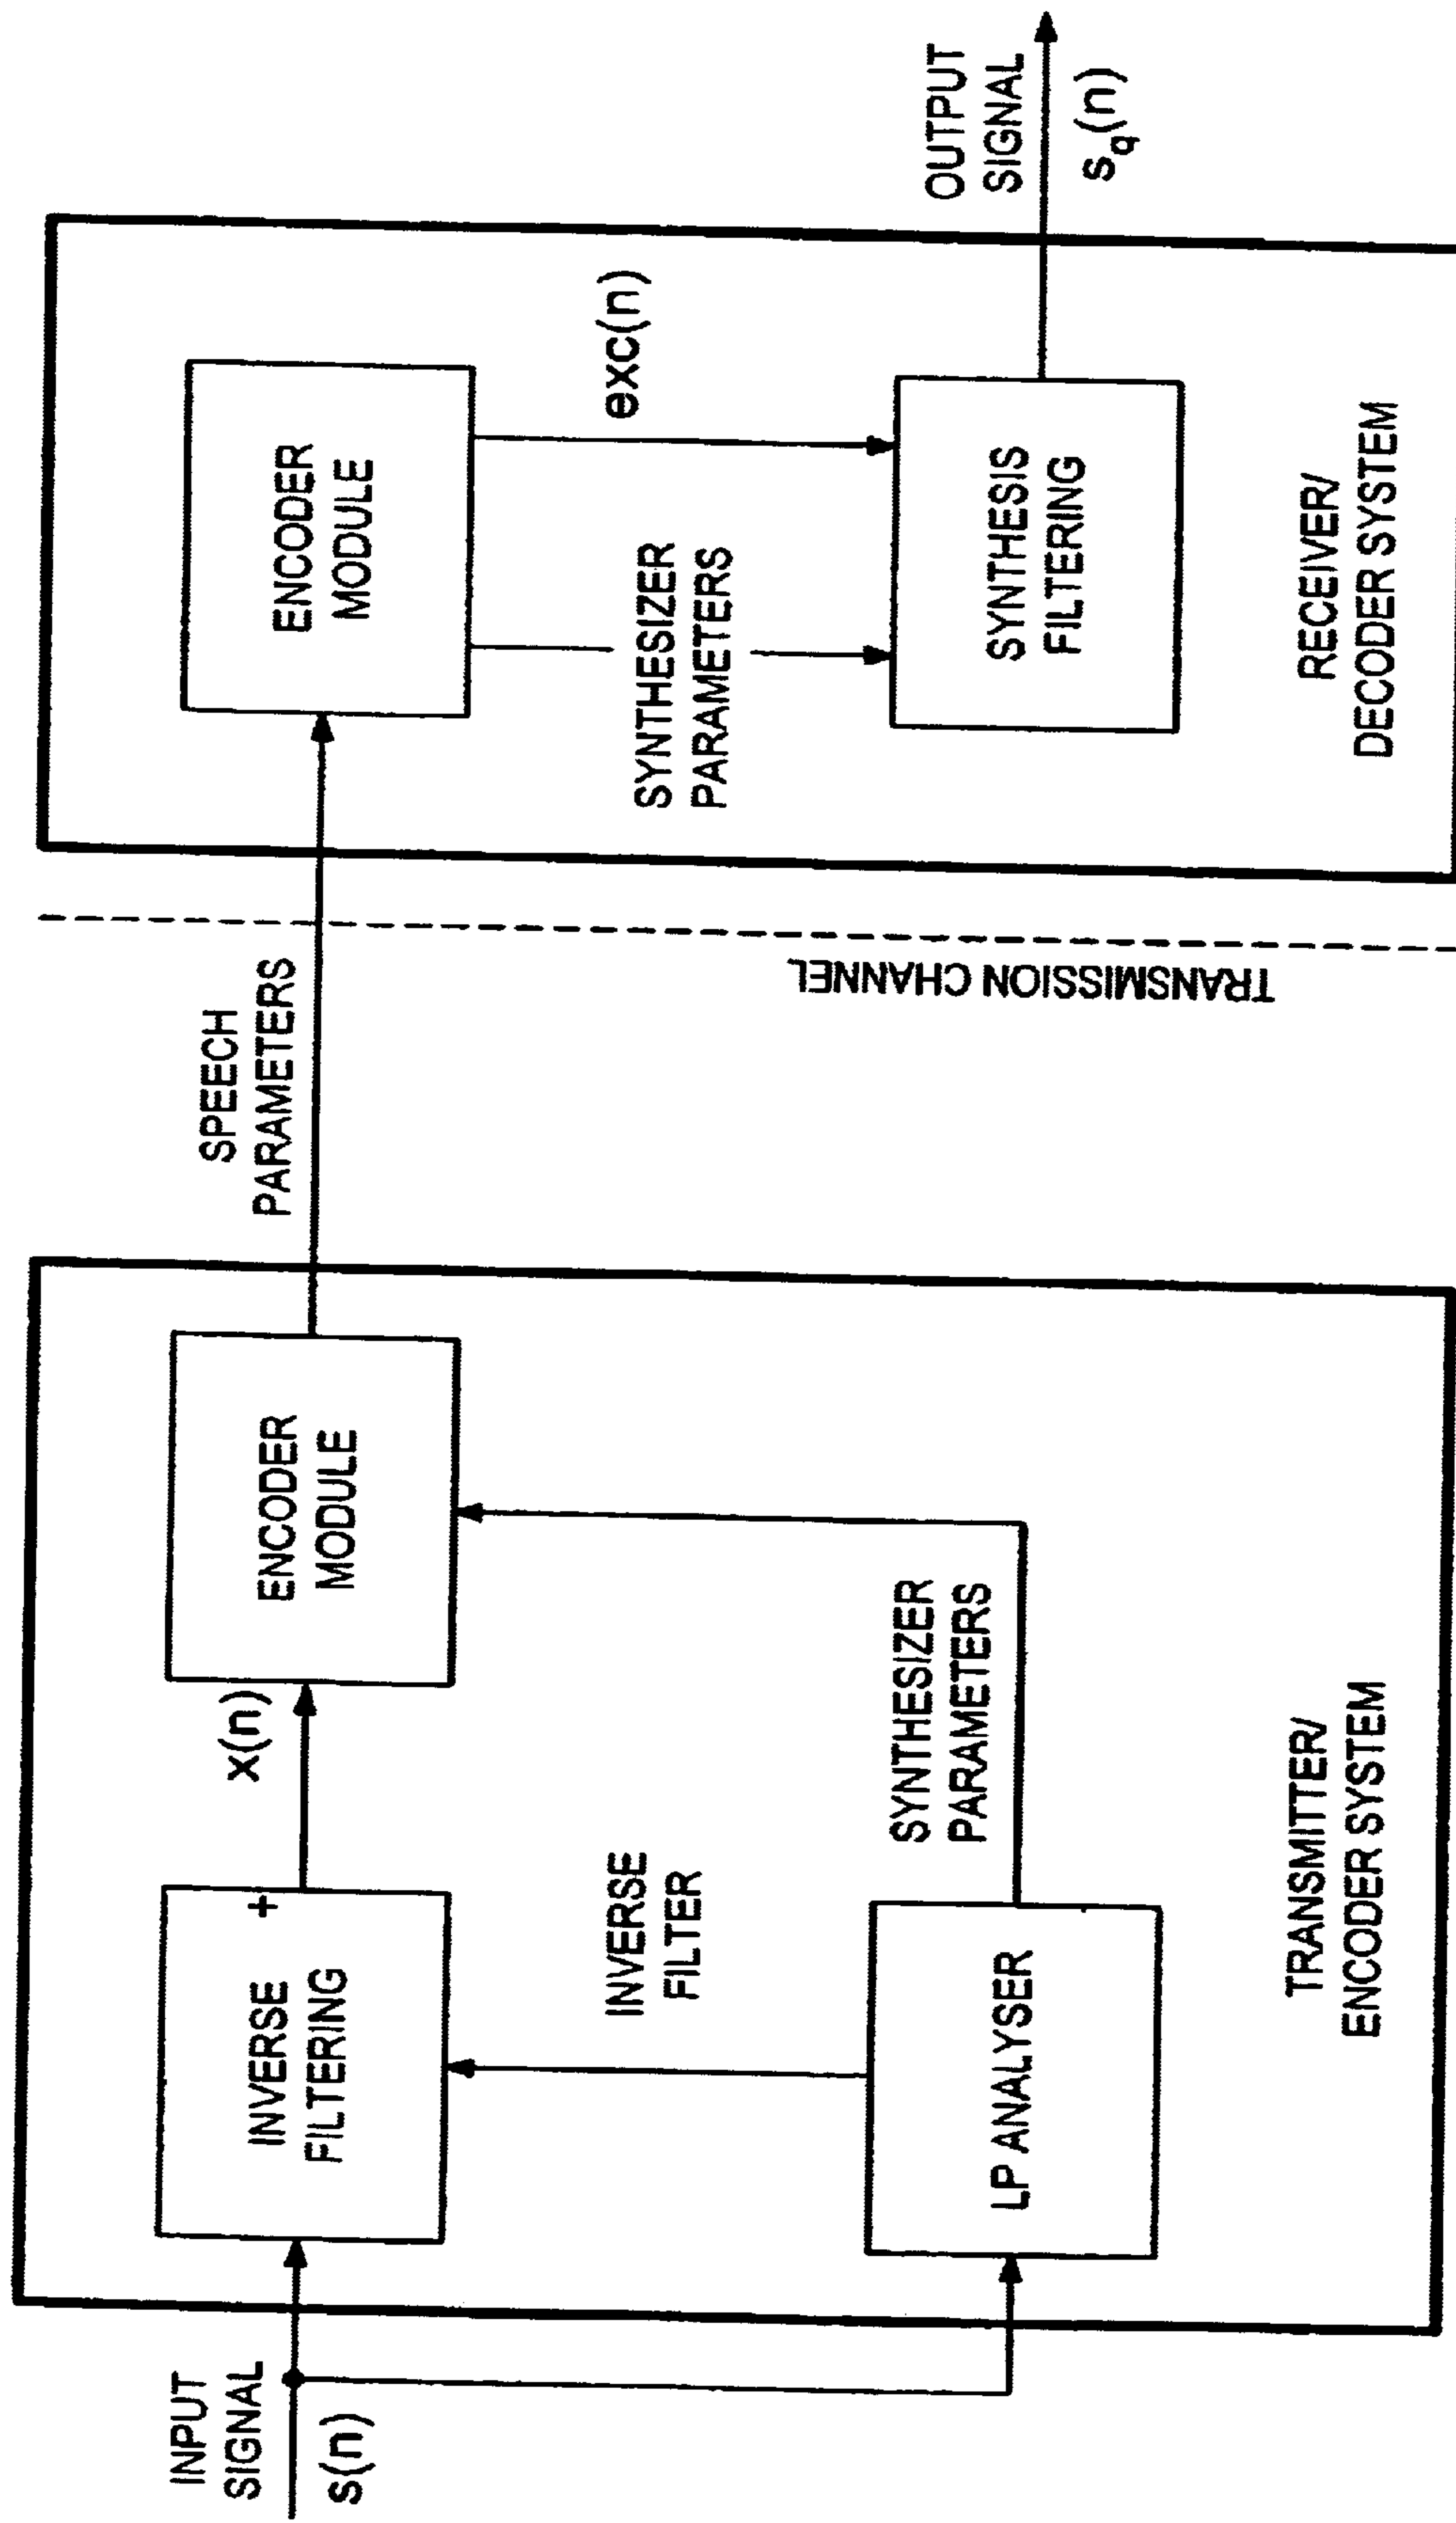 INPUT
SIGNAL
s(n)
INVERSE
FILTERING
+
x(n)
ENCODER
MODULE
INVERSE
FILTER
LP ANALYSER
SYNTHESIZER
PARAMETERS
TRANSMITTER/
ENCODER SYSTEM
SPEECH
PARAMETERS
TRANSMISSION CHANNEL
ENCODER
MODULE
SYNTHESIZER
PARAMETERS
exc(n)
SYNTHESIS
FILTERING
RECEIVER/
DECODER SYSTEM
OUTPUT
SIGNAL
sq(n)